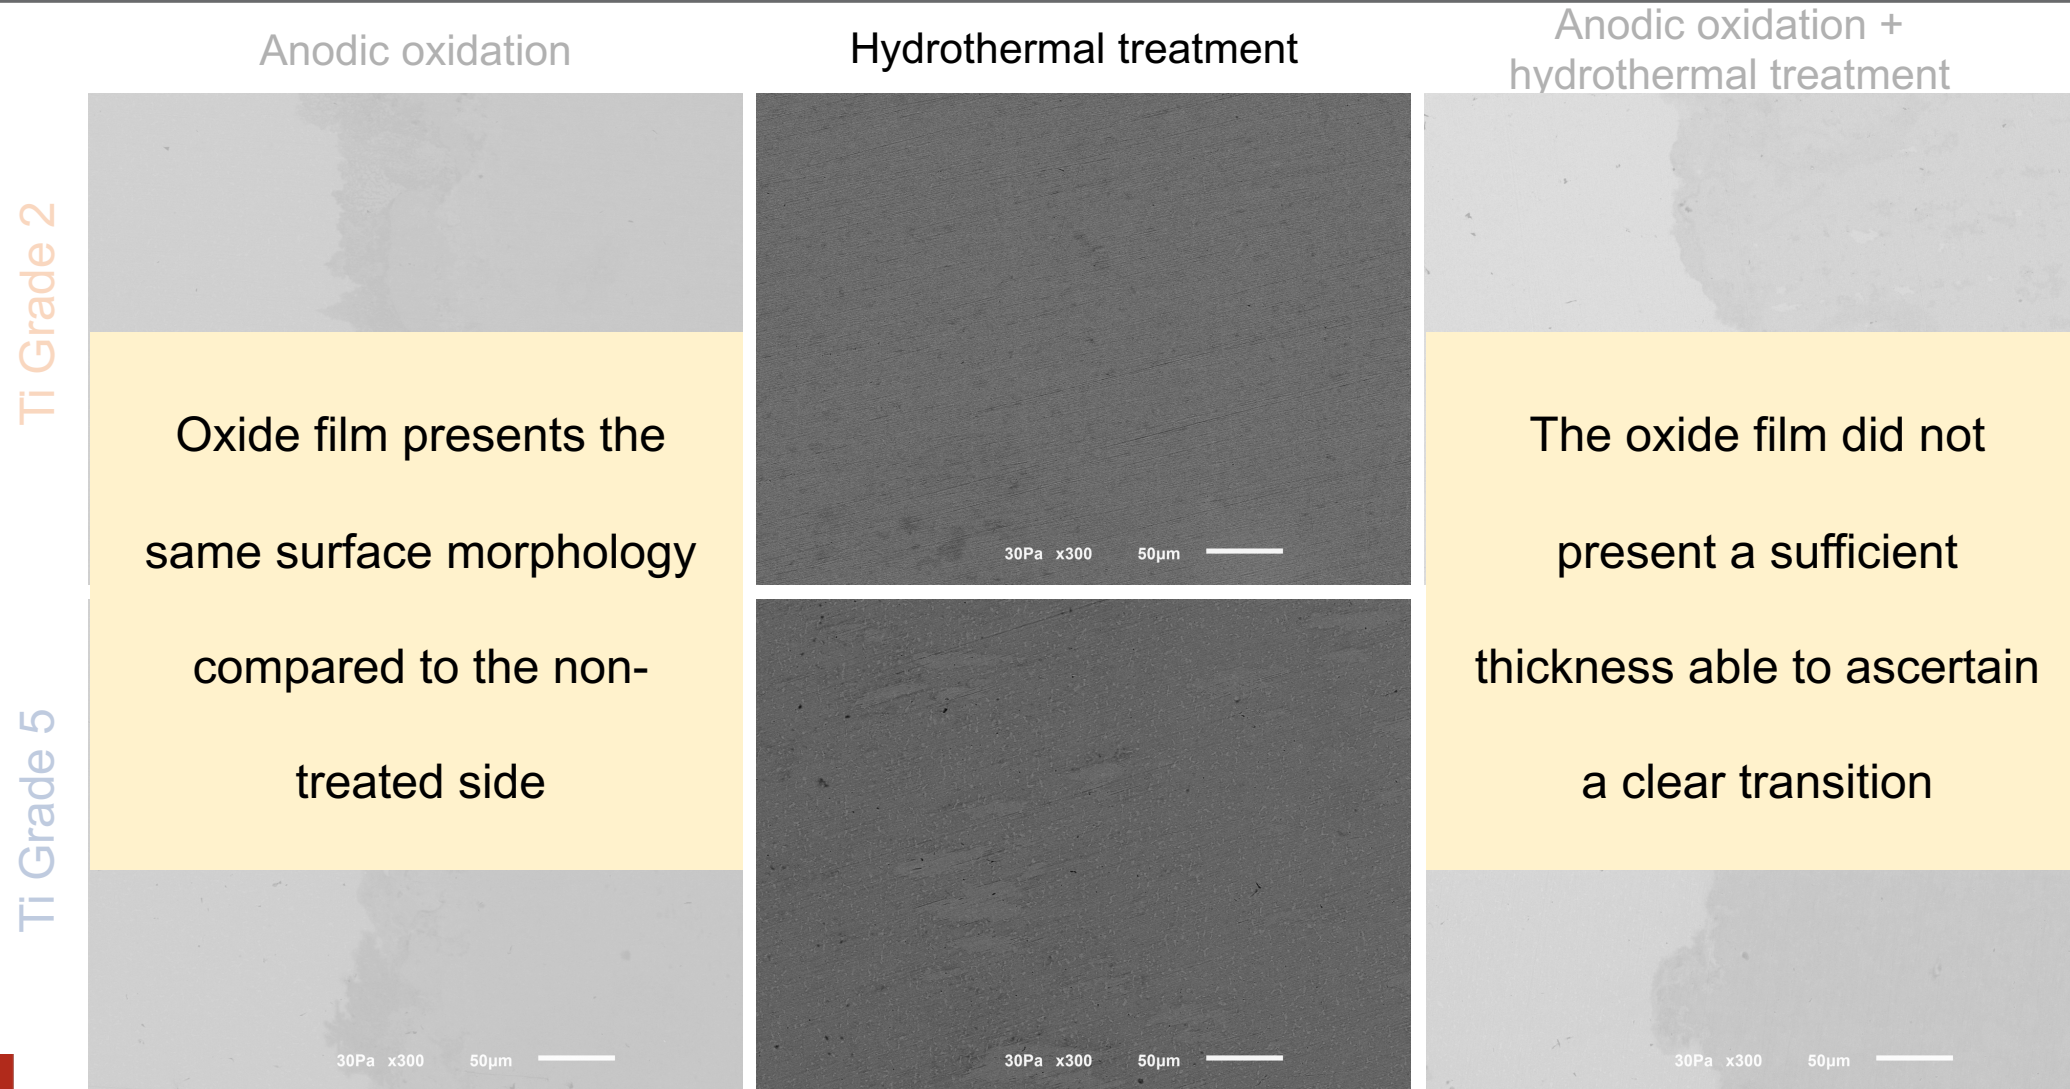 Anodic oxidation
Hydrothermal treatment
Anodic oxidation +
hydrothermal treatment
Ti Grade 2
Oxide film presents the
same surface morphology
compared to the non-
treated side
30Pa x300 50µm
The oxide film did not
present a sufficient
thickness able to ascertain
a clear transition
Ti Grade 5
30Pa x300 50µm
30Pa x300 50µm
30Pa x300 50µm